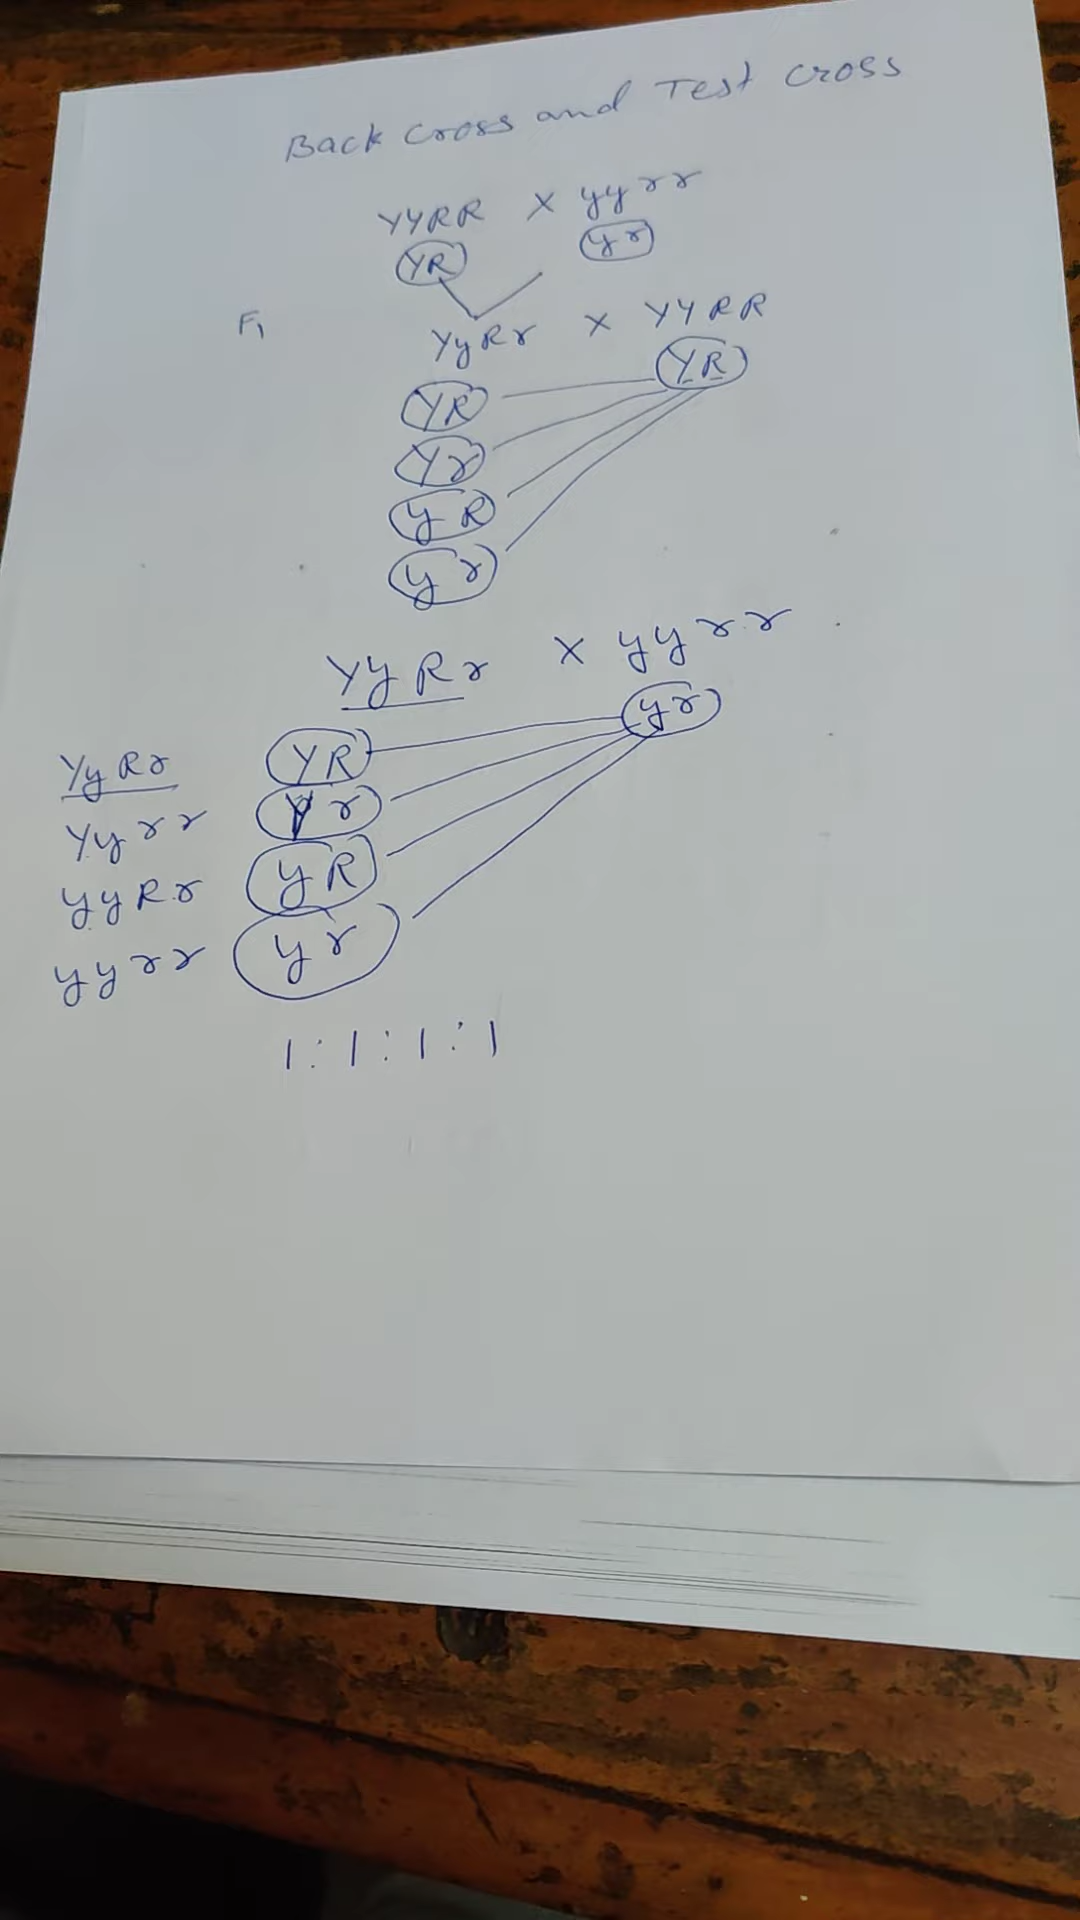 Back Cross and Test Cross
YYRR X yyrr
YR yr
F1 YyRr X YYRR
YR YR
Yr
yR
yr
YyRr X yyrr
yr
YyRr YR
Yyrr Yr
yyRr yR
yyrr yr
1:1:1:1